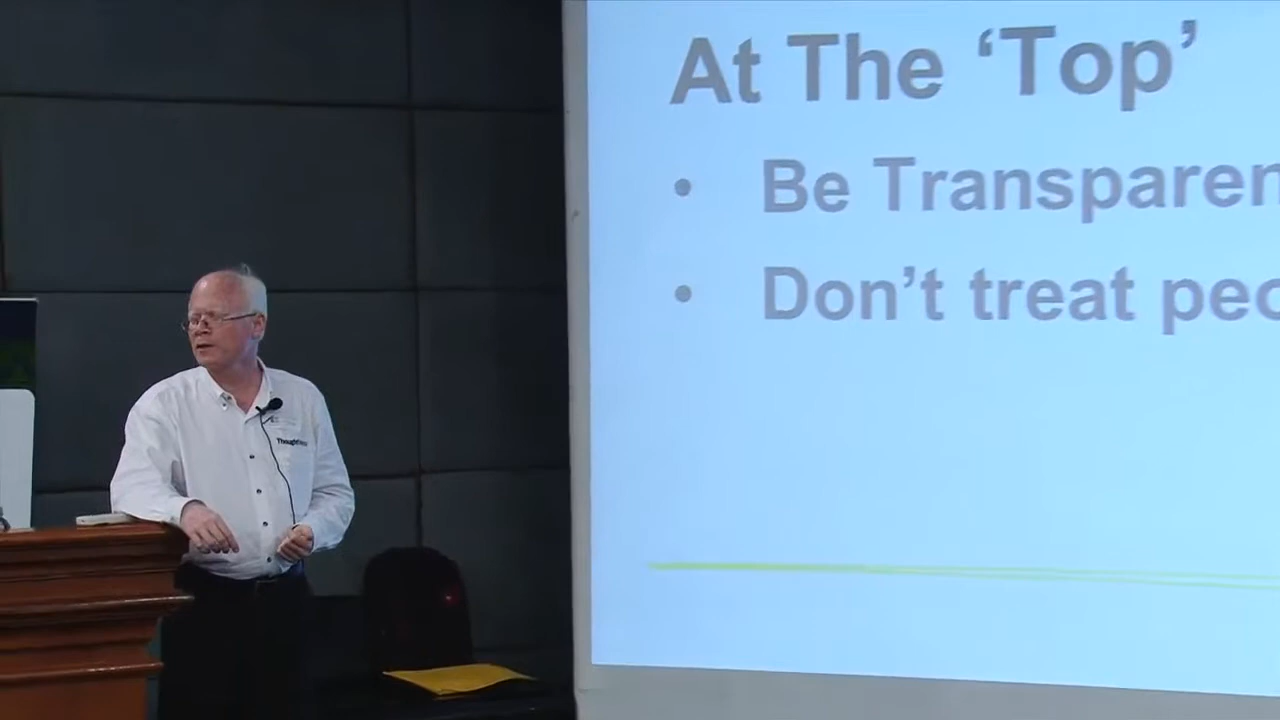 At The ‘Top’
• Be Transparen
• Don’t treat peo